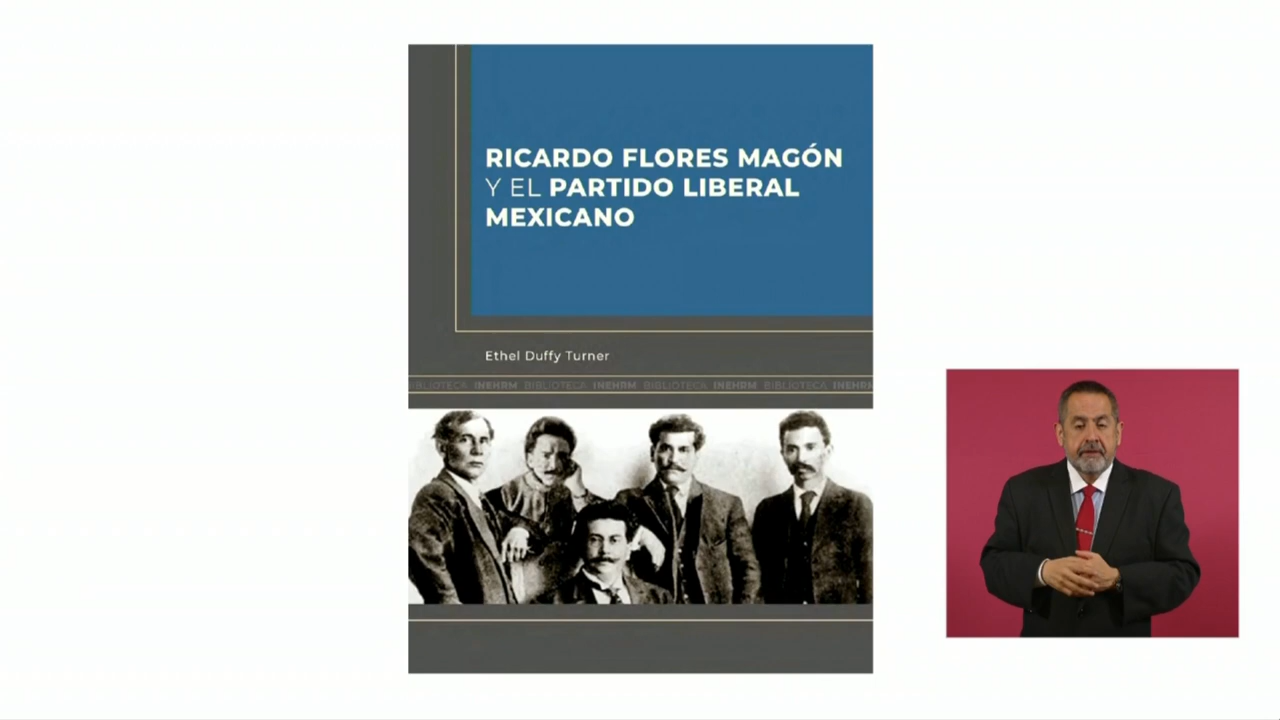 RICARDO FLORES MAGÓN
Y EL PARTIDO LIBERAL
MEXICANO
Ethel Duffy Turner
BIBLIOTECA INEHRM BIBLIOTECA INEHRM BIBLIOTECA INEHRM BIBLIOTECA INEHRM